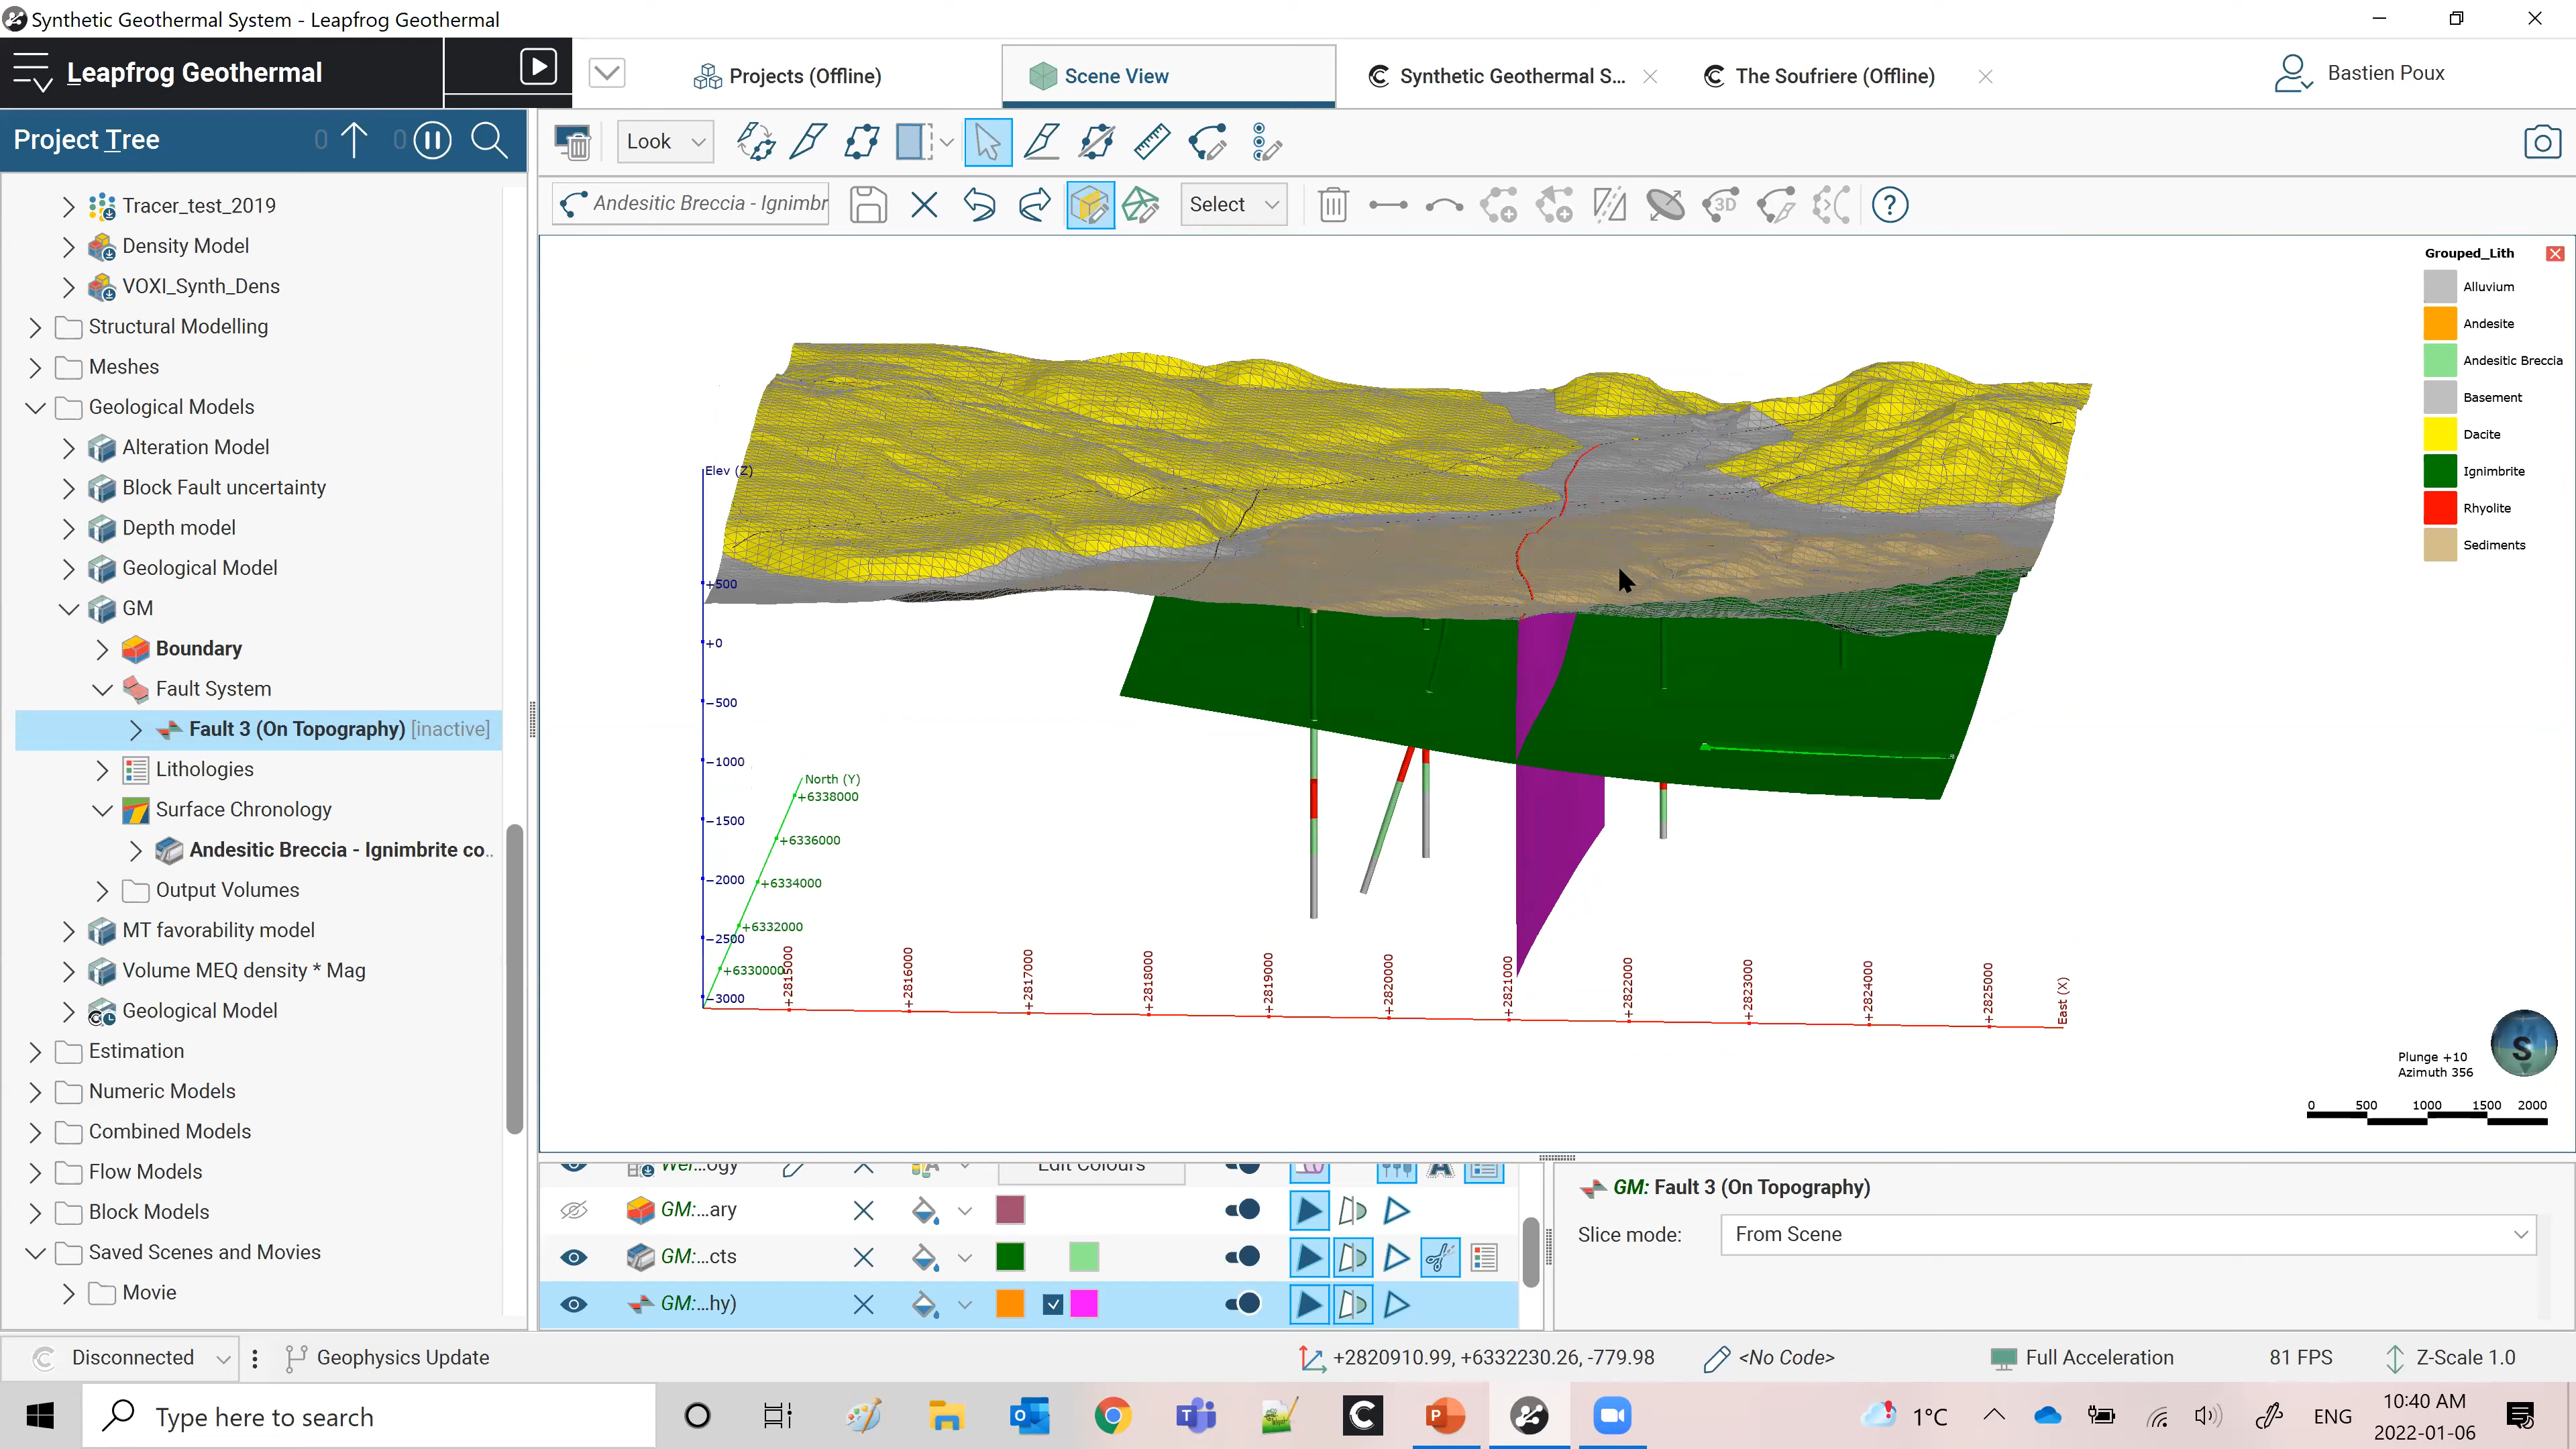 Synthetic Geothermal System - Leapfrog Geothermal
Leapfrog Geothermal
Projects (Offline)
Scene View
Synthetic Geothermal S...
The Soufriere (Offline)
Bastien Poux
Project Tree
0
0
Look
Andesitic Breccia - Ignimbr
Select
3D
?
Tracer_test_2019
Density Model
VOXI_Synth_Dens
Structural Modelling
Meshes
Geological Models
Alteration Model
Block Fault uncertainty
Depth model
Geological Model
GM
Boundary
Fault System
Fault 3 (On Topography) [inactive]
Lithologies
Surface Chronology
Andesitic Breccia - Ignimbrite co..
Output Volumes
MT favorability model
Volume MEQ density * Mag
Geological Model
Estimation
Numeric Models
Combined Models
Flow Models
Block Models
Saved Scenes and Movies
Movie
Grouped_Lith
Alluvium
Andesite
Andesitic Breccia
Basement
Dacite
Ignimbrite
Rhyolite
Sediments
Elev (Z)
+500
+0
-500
-1000
-1500
-2000
-2500
-3000
North (Y)
+6338000
+6336000
+6334000
+6332000
+6330000
+2815000
+2816000
+2817000
+2818000
+2819000
+2820000
+2821000
+2822000
+2823000
+2824000
+2825000
East (X)
S
Plunge +10
Azimuth 356
0 500 1000 1500 2000
Wel...ogy
Edit Colours
GM:...ary
GM:...cts
GM:...hy)
GM: Fault 3 (On Topography)
Slice mode:
From Scene
Disconnected
Geophysics Update
+2820910.99, +6332230.26, -779.98
<No Code>
Full Acceleration
81 FPS
Z-Scale 1.0
Type here to search
1°C
ENG
10:40 AM
2022-01-06